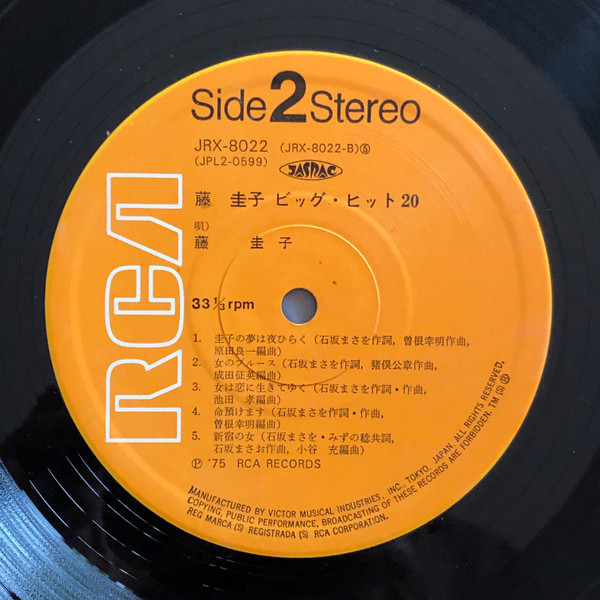 Side 2 Stereo
JRX-8022 (JRX-8022-B)⑤
(JPL2-0599) JASRAC
藤 圭子 ビッグ・ヒット20
唄)
藤 圭 子
RCA
33 1/3 rpm
1. 圭子の夢は夜ひらく (石坂まさを作詞, 曽根幸明作曲,
原田良一編曲)
2. 女のブルース (石坂まさを作詞, 猪俣公章作曲,
成田征英編曲)
3. 女は恋に生きてゆく (石坂まさを作詞・作曲,
池田 孝編曲)
4. 命預けます (石坂まさを作詞・作曲,
曽根幸明編曲)
5. 新宿の女 (石坂まさを・みずの稔共詞,
石坂まさお作曲, 小谷 充編曲)
℗ '75 RCA RECORDS
MANUFACTURED BY VICTOR MUSICAL INDUSTRIES, INC., TOKYO, JAPAN. ALL RIGHTS RESERVED,
COPYING, PUBLIC PERFORMANCE, BROADCASTING OF THESE RECORDS ARE FORBIDDEN. TM (S) Ⓡ
REG MARCA (S) REGISTRADA (S) RCA CORPORATION.